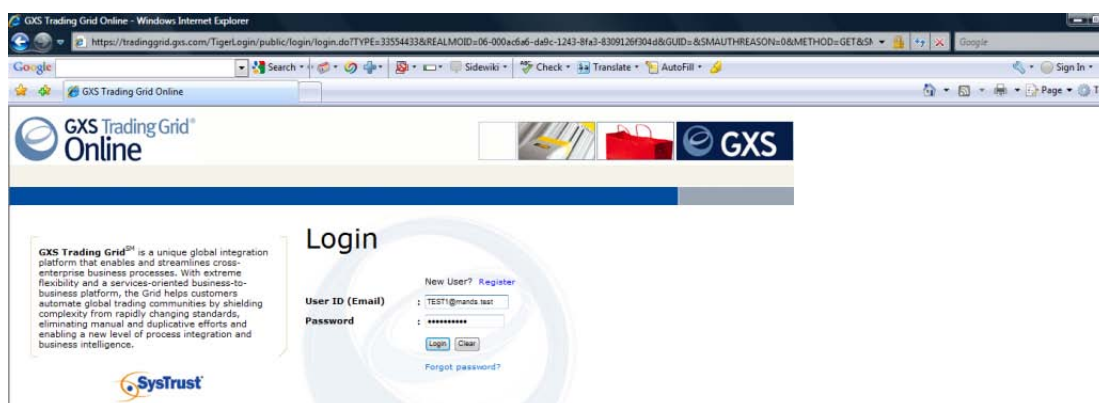 GXS Trading Grid Online - Windows Internet Explorer
https://tradinggrid.gxs.com/TigerLogin/public/login/login.do?TYPE=33554433&REALMOID=06-000ac6a6-da9c-1243-8fa3-8309126f304d&GUID=&SMAUTHREASON=0&METHOD=GET&SM
Google
Google
Search
Sidewiki
Check
Translate
AutoFill
Sign In
GXS Trading Grid Online
Page
GXS Trading Grid®
Online
GXS
Login
GXS Trading Grid℠ is a unique global integration
platform that enables and streamlines cross-
enterprise business processes. With extreme
flexibility and a services-oriented business-to-
business platform, the Grid helps customers
automate global trading communities by shielding
complexity from rapidly changing standards,
eliminating manual and duplicative efforts and
enabling a new level of process integration and
business intelligence.
SysTrust
New User? Register
User ID (Email) : TEST1@mands.test
Password : ••••••••••
Login Clear
Forgot password?